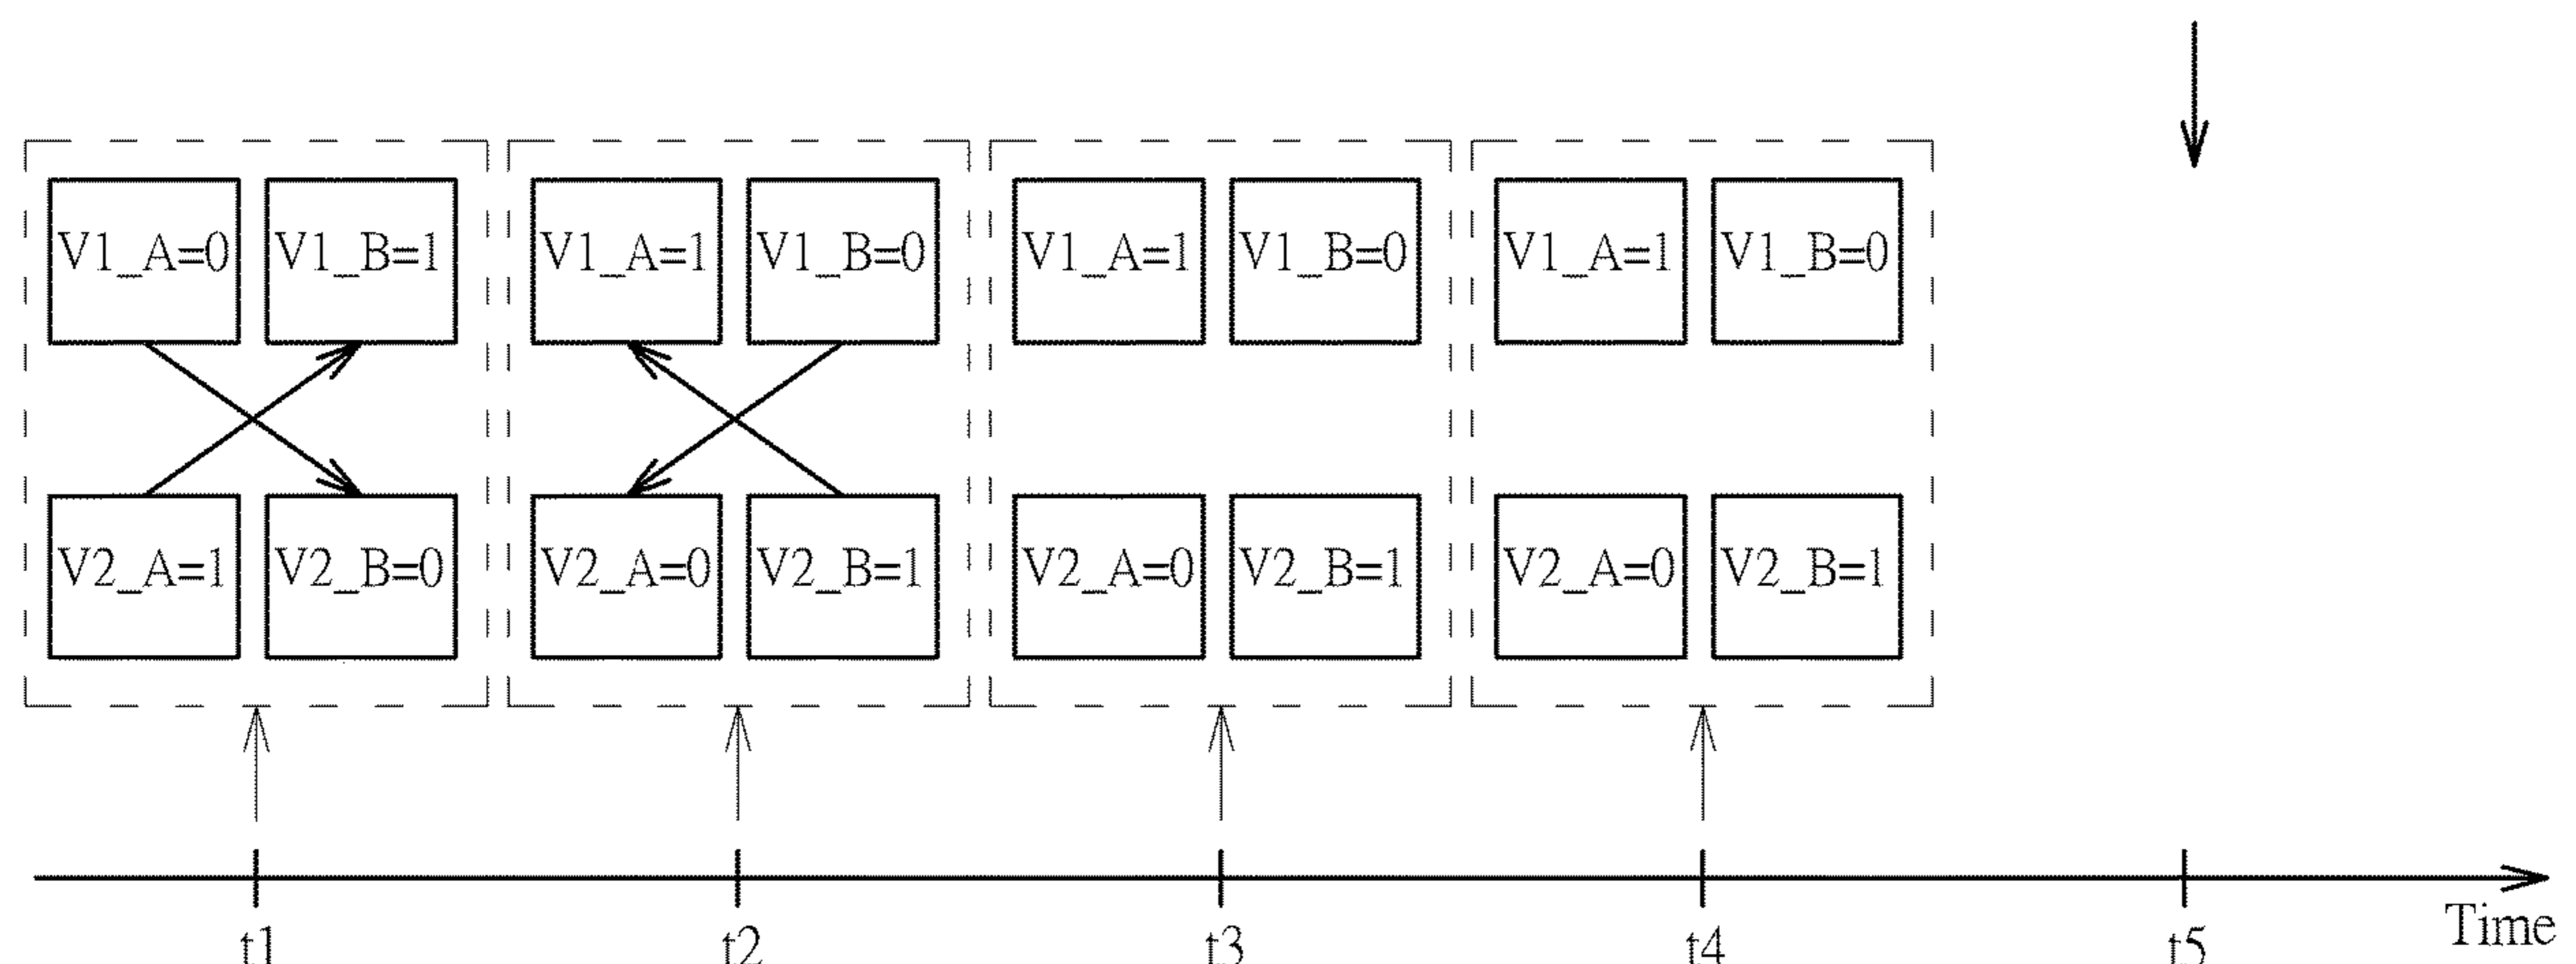 V1_A=0 V1_B=1 V1_A=1 V1_B=0 V1_A=1 V1_B=0 V1_A=1 V1_B=0
V2_A=1 V2_B=0 V2_A=0 V2_B=1 V2_A=0 V2_B=1 V2_A=0 V2_B=1
t1 t2 t3 t4 t5 Time